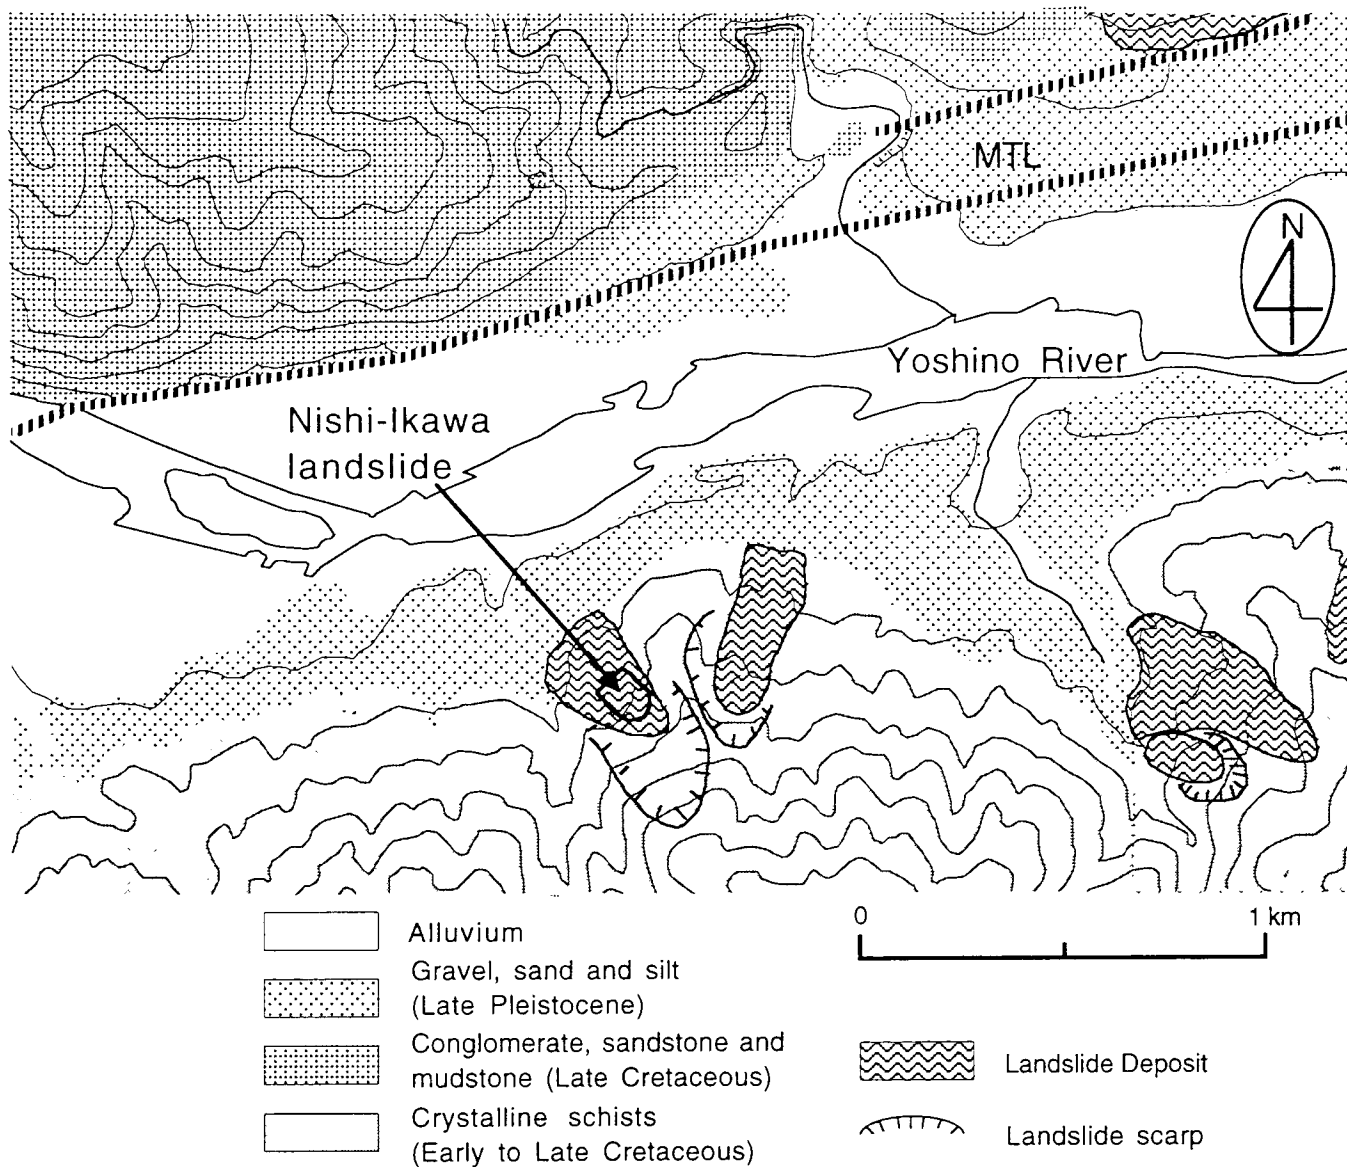 MTL
N
Yoshino River
Nishi-Ikawa
landslide
0 1 km
Alluvium
Gravel, sand and silt
(Late Pleistocene)
Conglomerate, sandstone and
mudstone (Late Cretaceous)
Landslide Deposit
Crystalline schists
(Early to Late Cretaceous)
Landslide scarp